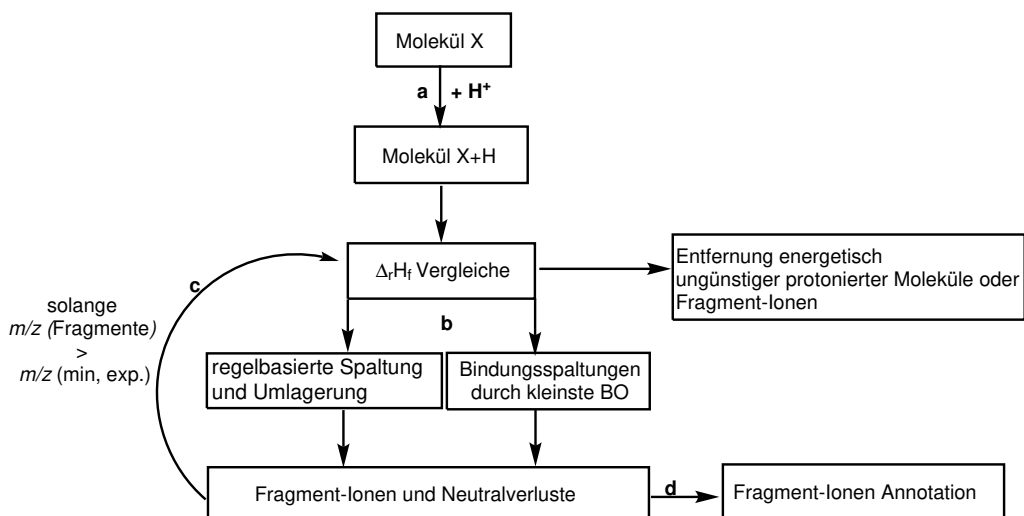 Molekül X
a + H⁺
Molekül X+H
ΔrHf Vergleiche
Entfernung energetisch
ungünstiger protonierter Moleküle oder
Fragment-Ionen
c
solange
m/z (Fragmente)
>
m/z (min, exp.)
b
regelbasierte Spaltung
und Umlagerung
Bindungsspaltungen
durch kleinste BO
Fragment-Ionen und Neutralverluste
d
Fragment-Ionen Annotation